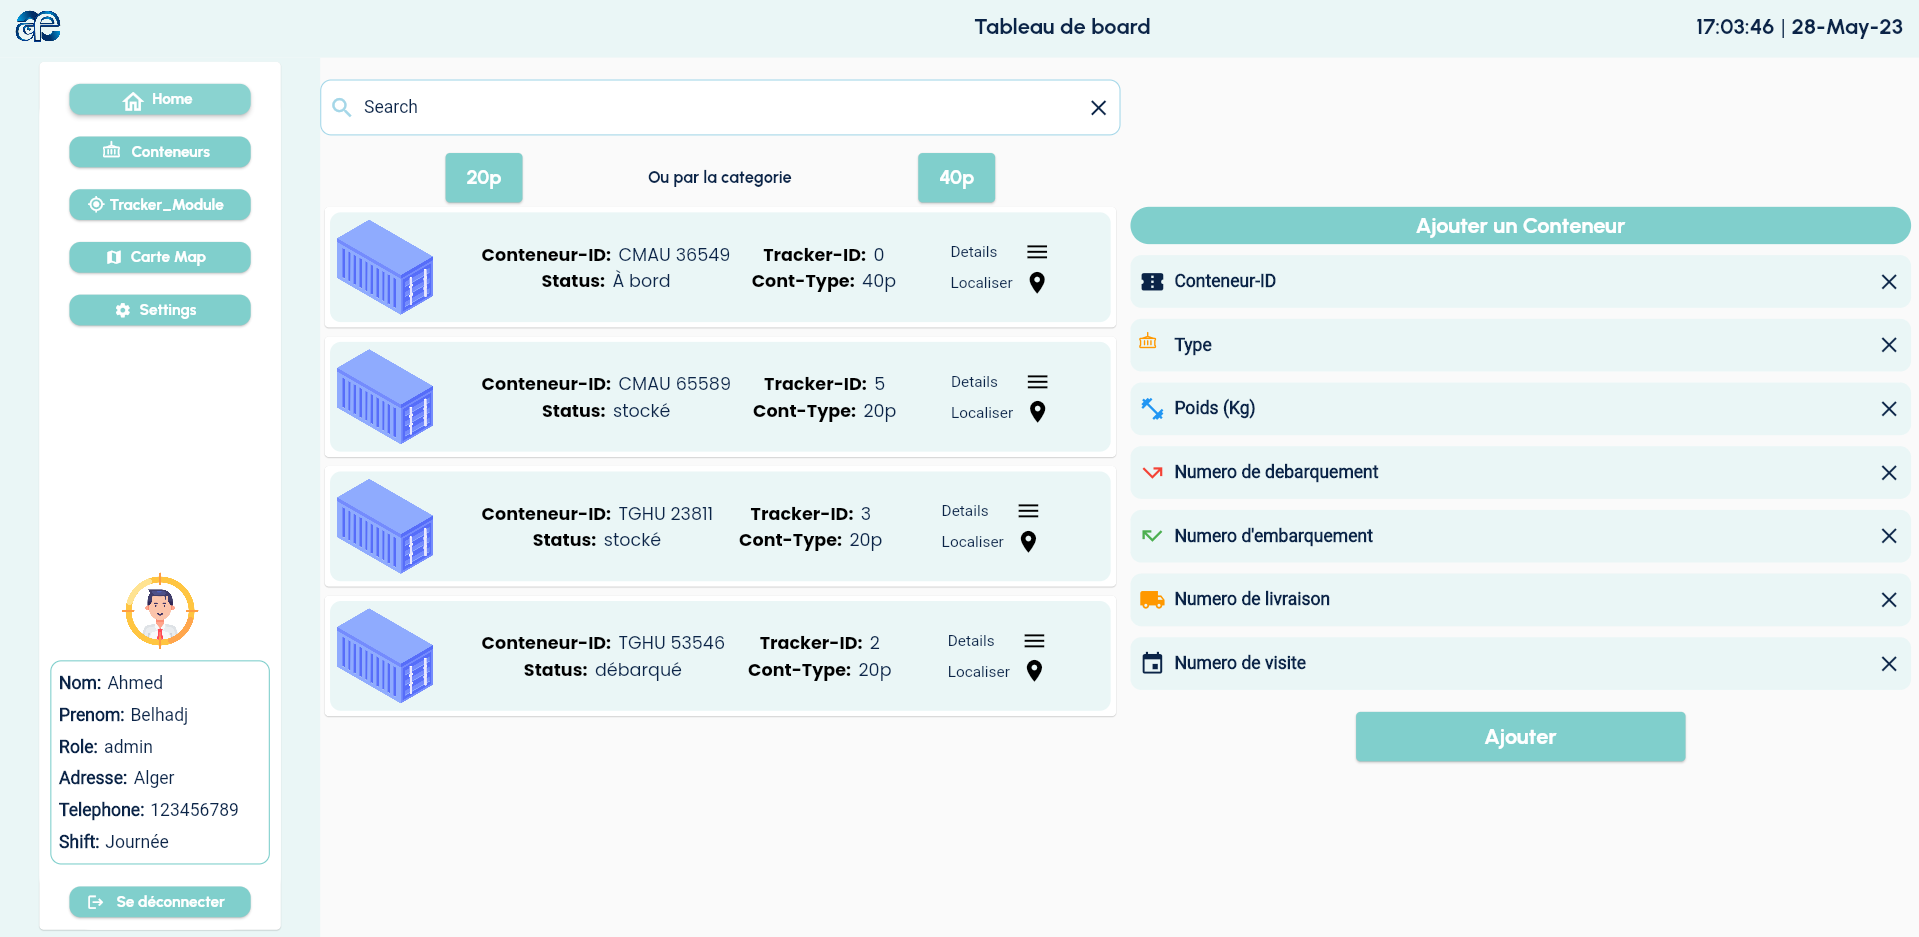 Tableau de board
17:03:46 | 28-May-23
Home
Conteneurs
Tracker_Module
Carte Map
Settings
Nom: Ahmed
Prenom: Belhadj
Role: admin
Adresse: Alger
Telephone: 123456789
Shift: Journée
Se déconnecter
Search
20p
Ou par la categorie
40p
Conteneur-ID: CMAU 36549 Tracker-ID: 0 Details
Status: À bord Cont-Type: 40p Localiser
Conteneur-ID: CMAU 65589 Tracker-ID: 5 Details
Status: stocké Cont-Type: 20p Localiser
Conteneur-ID: TGHU 23811 Tracker-ID: 3 Details
Status: stocké Cont-Type: 20p Localiser
Conteneur-ID: TGHU 53546 Tracker-ID: 2 Details
Status: débarqué Cont-Type: 20p Localiser
Ajouter un Conteneur
Conteneur-ID
Type
Poids (Kg)
Numero de debarquement
Numero d'embarquement
Numero de livraison
Numero de visite
Ajouter